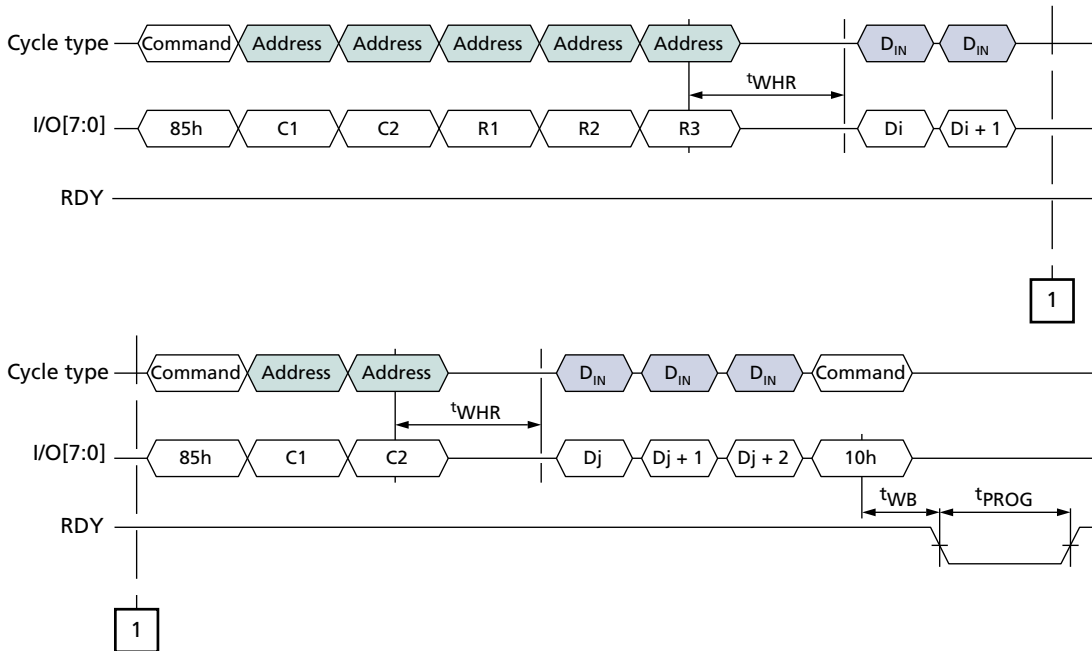 Cycle type Command Address Address Address Address Address DIN DIN
tWHR
I/O[7:0] 85h C1 C2 R1 R2 R3 Di Di + 1
RDY
1
Cycle type Command Address Address DIN DIN DIN Command
tWHR
I/O[7:0] 85h C1 C2 Dj Dj + 1 Dj + 2 10h
tWB tPROG
RDY
1